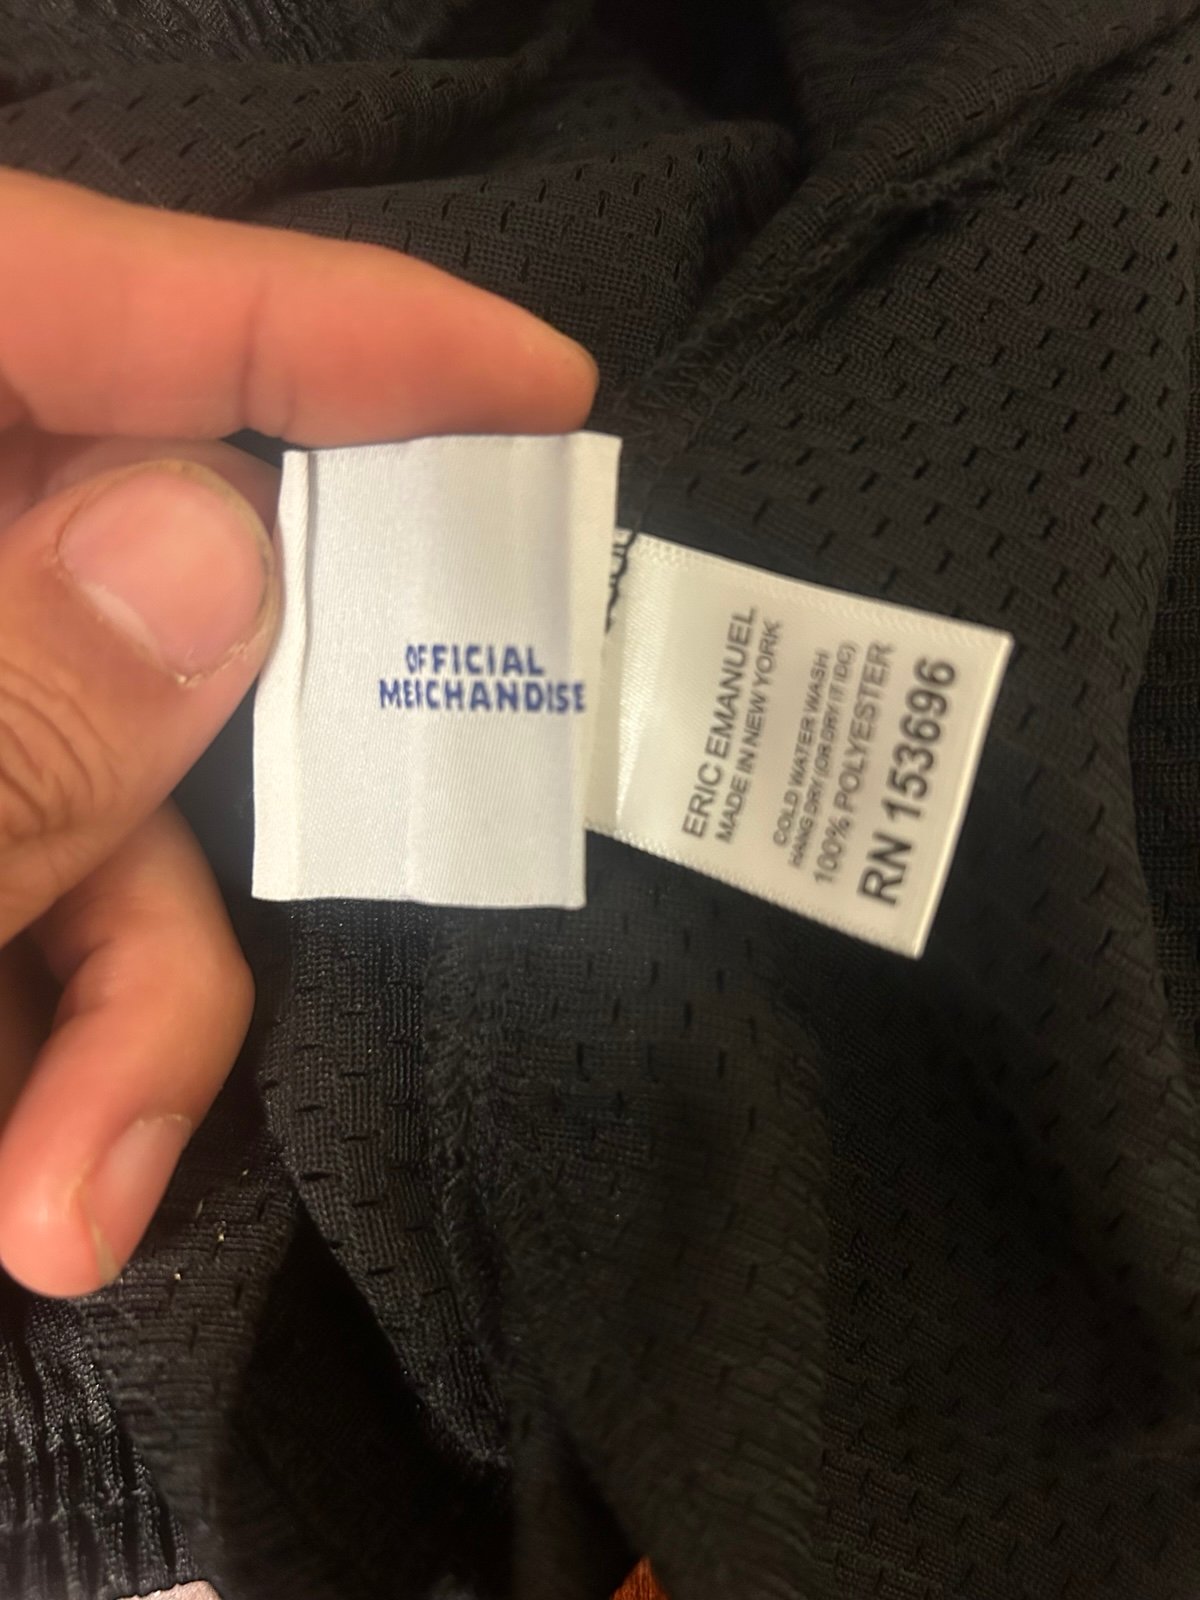 OFFICIAL
MERCHANDISE
ERIC EMANUEL
MADE IN NEW YORK
COLD WATER WASH
HANG DRY (OR DRY IT IDC)
100% POLYESTER
RN 153696